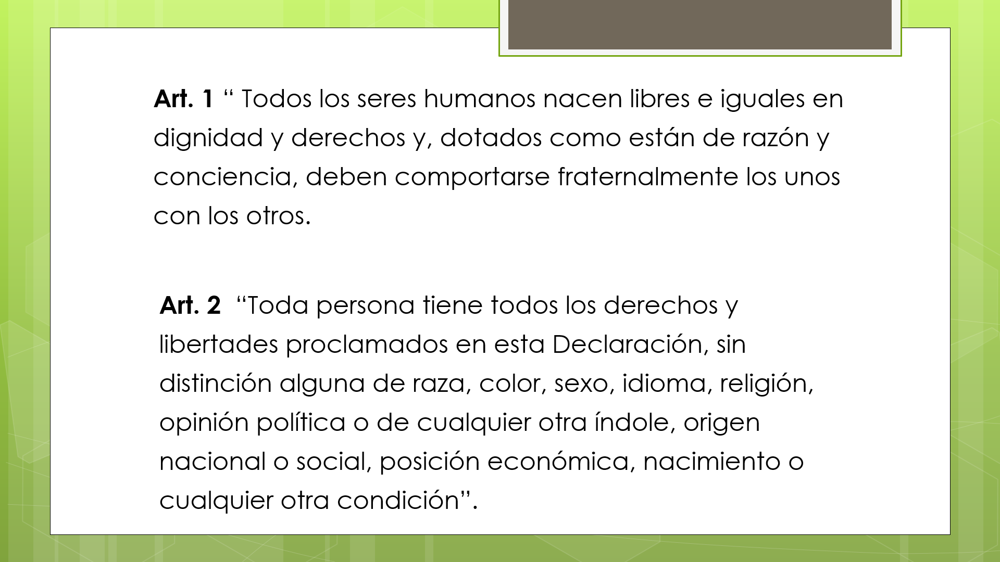 Art. 1 “ Todos los seres humanos nacen libres e iguales en
dignidad y derechos y, dotados como están de razón y
conciencia, deben comportarse fraternalmente los unos
con los otros.
Art. 2  “Toda persona tiene todos los derechos y
libertades proclamados en esta Declaración, sin
distinción alguna de raza, color, sexo, idioma, religión,
opinión política o de cualquier otra índole, origen
nacional o social, posición económica, nacimiento o
cualquier otra condición”.